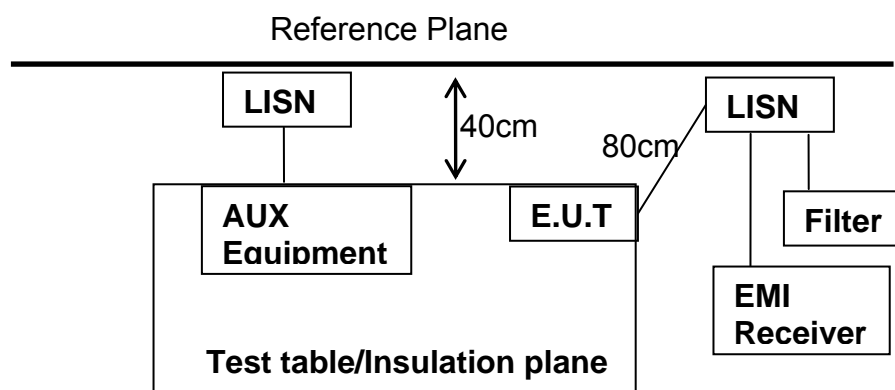 Reference Plane
LISN
40cm
80cm
LISN
AUX
Equipment
E.U.T
Filter
EMI
Receiver
Test table/Insulation plane